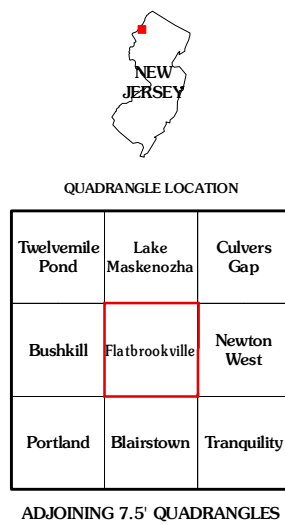 NEW
JERSEY
QUADRANGLE LOCATION
Twelvemile
Pond
Lake
Maskenozha
Culvers
Gap
Bushkill
Flatbrookville
Newton
West
Portland
Blairstown
Tranquility
ADJOINING 7.5' QUADRANGLES